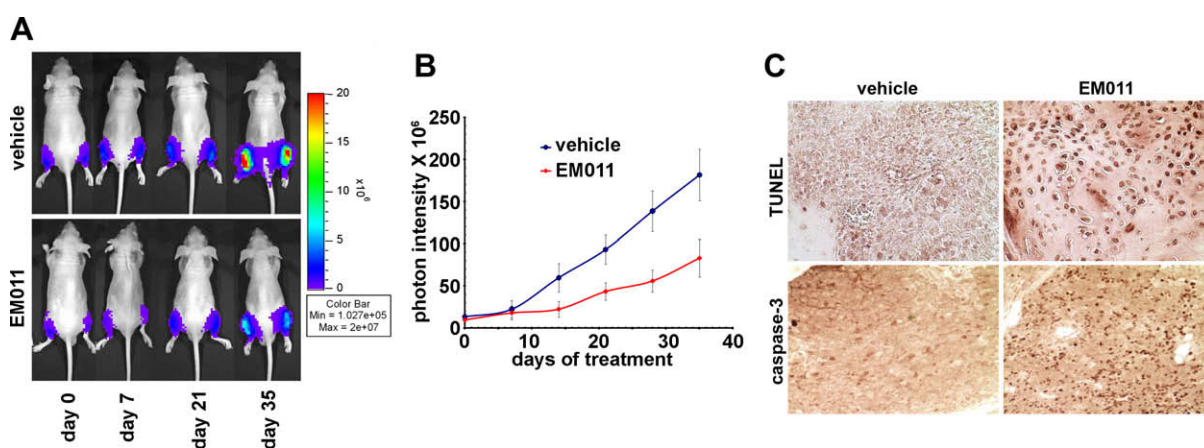 A
vehicle
EM011
day 0
day 7
day 21
day 35
20
15
10
5
0
x10⁶
Color Bar
Min = 1.027e+05
Max = 2e+07
B
photon intensity X 10⁶
250
200
150
100
50
0
0 10 20 30 40
days of treatment
vehicle
EM011
C
vehicle EM011
TUNEL
caspase-3